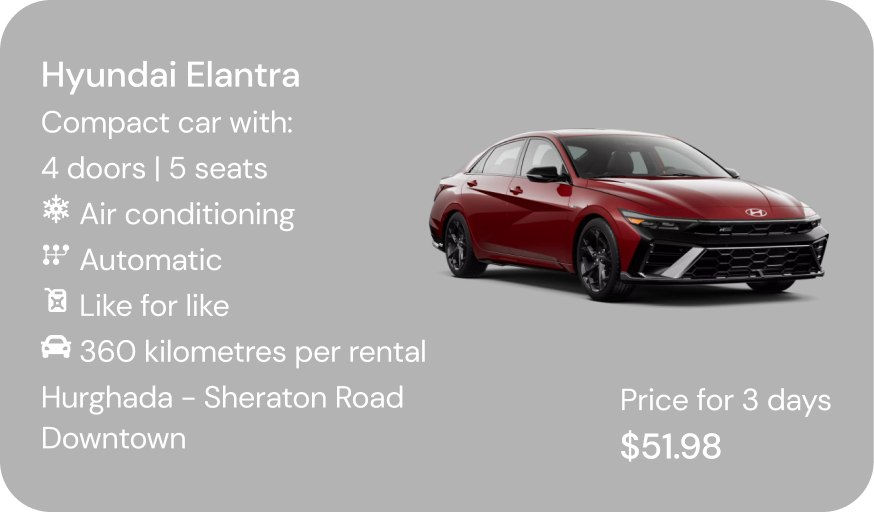 Hyundai Elantra
Compact car with:
4 doors | 5 seats
Air conditioning
Automatic
Like for like
360 kilometres per rental
Hurghada - Sheraton Road
Downtown
Price for 3 days
$51.98